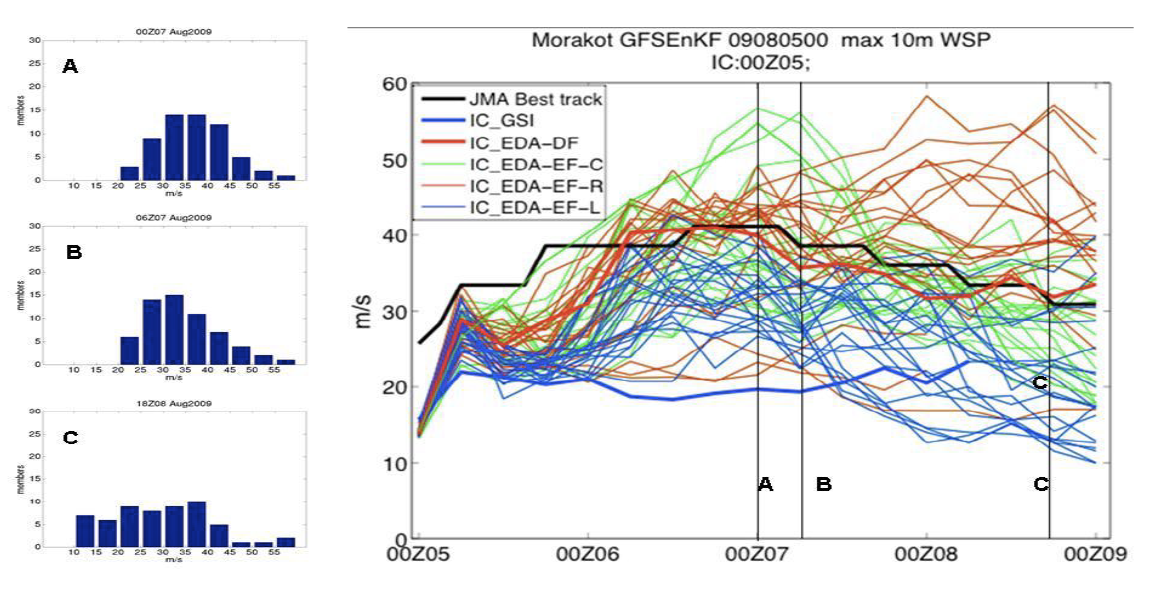 00Z07 Aug2009
30
25
20
15
10
5
0
members
A
10 15 20 25 30 35 40 45 50 55
m/s
06Z07 Aug2009
30
25
20
15
10
5
0
members
B
10 15 20 25 30 35 40 45 50 55
m/s
18Z08 Aug2009
30
25
20
15
10
5
0
members
C
10 15 20 25 30 35 40 45 50 55
m/s
Morakot GFSEnKF 09080500 max 10m WSP
IC:00Z05;
60
50
40
30
20
10
0
m/s
JMA Best track
IC_GSI
IC_EDA-DF
IC_EDA-EF-C
IC_EDA-EF-R
IC_EDA-EF-L
C
A B C
00Z05 00Z06 00Z07 00Z08 00Z09